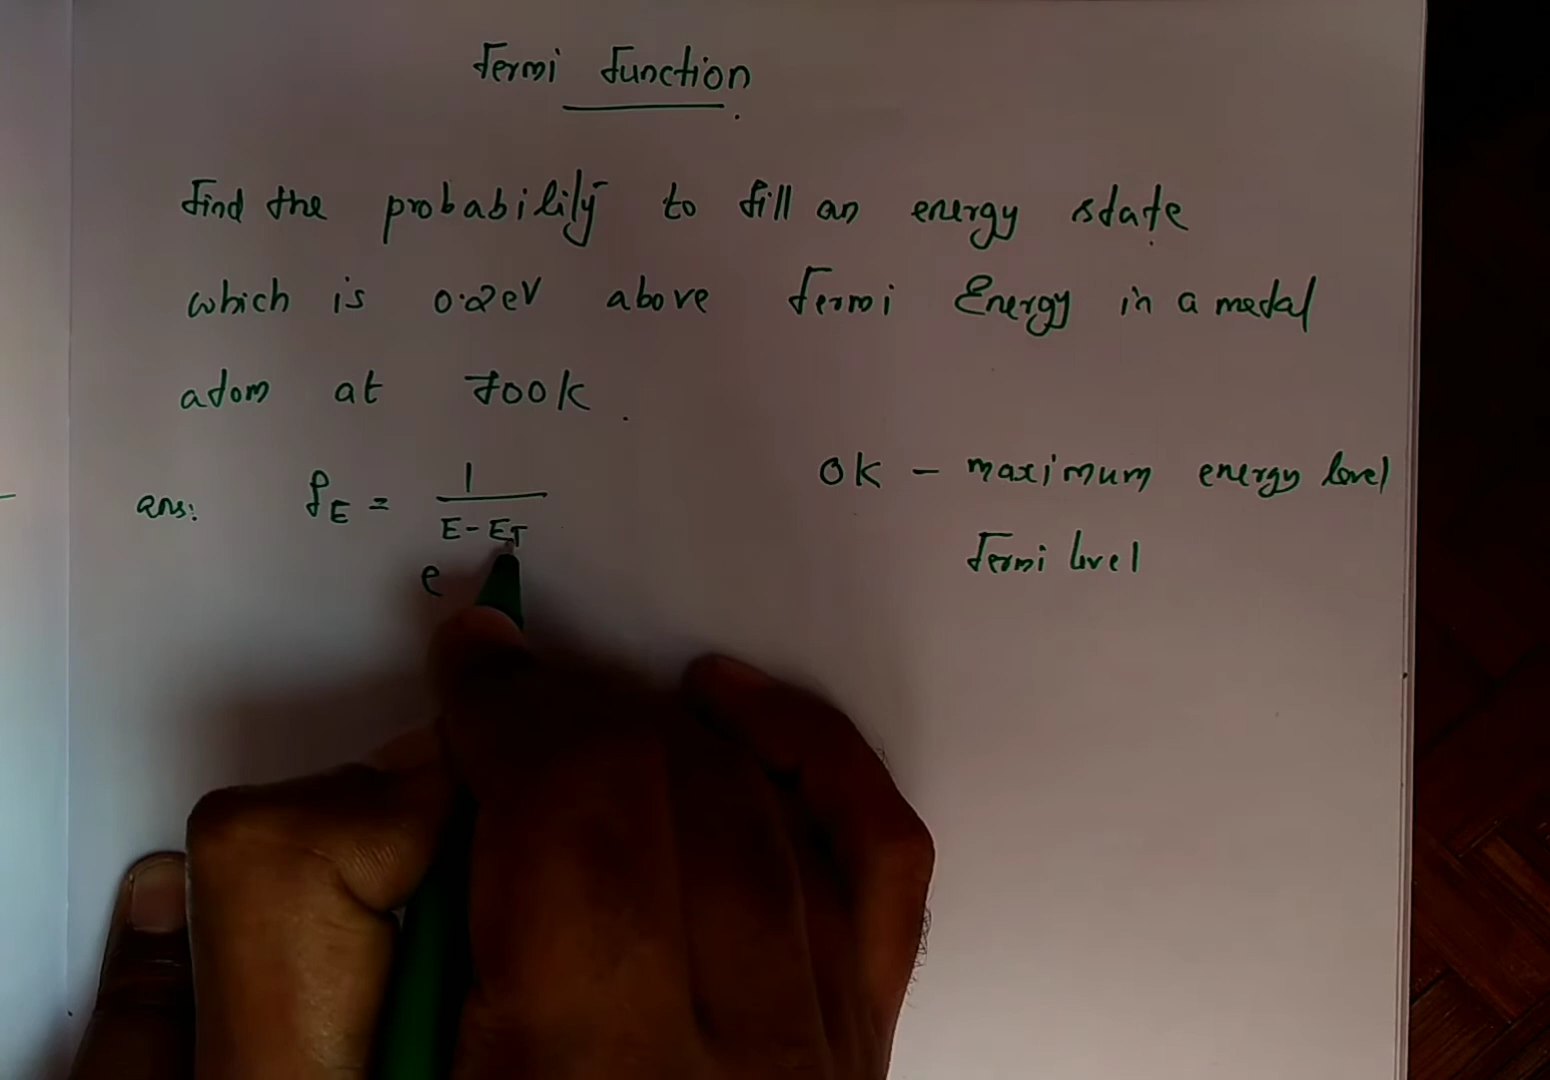 Fermi Function
Find the probability to fill an energy state
which is 0.2eV above Fermi Energy in a metal
atom at 700K.
ans: fE = 1
E - EF
e
OK - maximum energy level
Fermi level